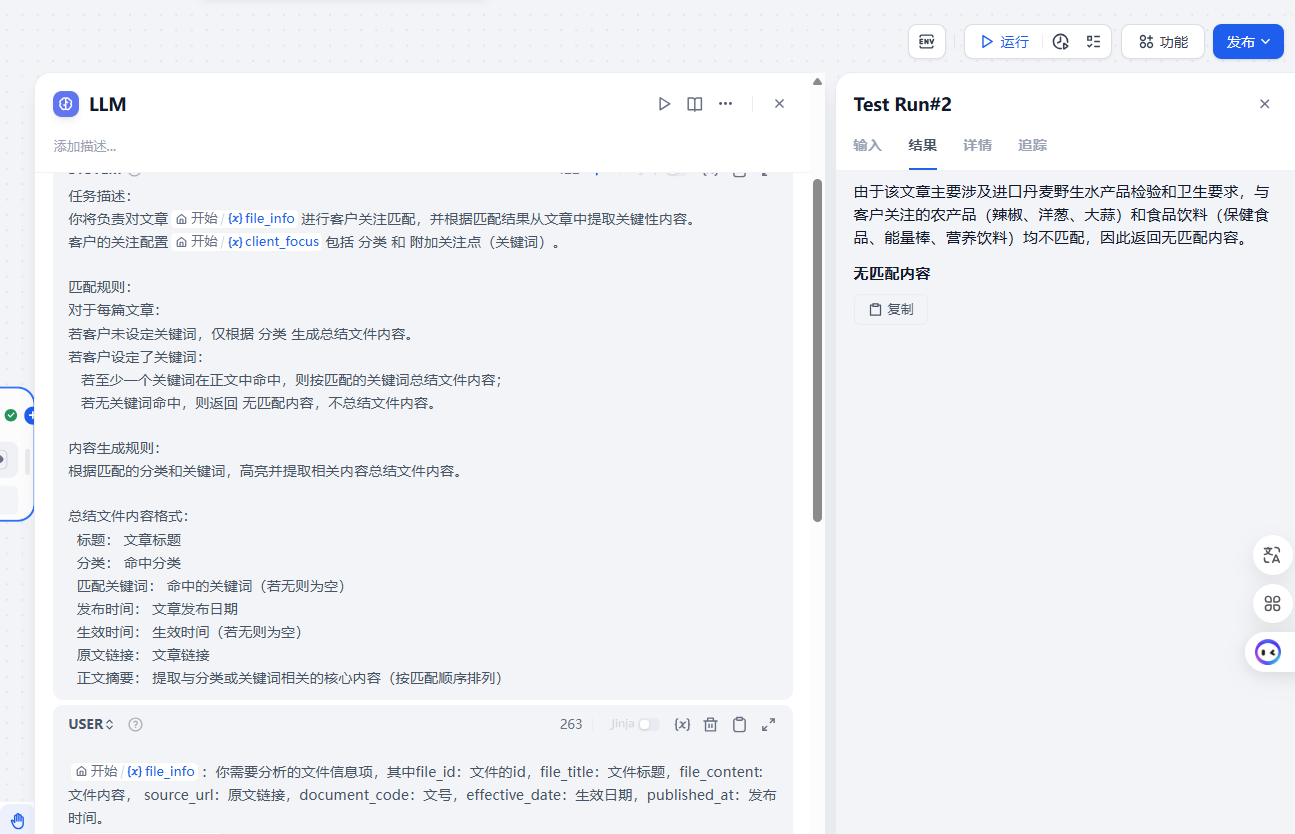 ENV
运行
功能
发布
LLM
添加描述...
任务描述：
你将负责对文章 开始 / {x} file_info 进行客户关注匹配，并根据匹配结果从文章中提取关键性内容。
客户的关注配置 开始 / {x} client_focus 包括 分类 和 附加关注点（关键词）。
匹配规则：
对于每篇文章：
若客户未设定关键词，仅根据 分类 生成总结文件内容。
若客户设定了关键词：
若至少一个关键词在正文中命中，则按匹配的关键词总结文件内容；
若无关键词命中，则返回 无匹配内容，不总结文件内容。
内容生成规则：
根据匹配的分类和关键词，高亮并提取相关内容总结文件内容。
总结文件内容格式：
标题： 文章标题
分类： 命中分类
匹配关键词： 命中的关键词（若无则为空）
发布时间： 文章发布日期
生效时间： 生效时间（若无则为空）
原文链接： 文章链接
正文摘要： 提取与分类或关键词相关的核心内容（按匹配顺序排列）
USER
263
Jinja
{x}
开始 / {x} file_info ：你需要分析的文件信息项，其中file_id：文件的id，file_title：文件标题，file_content:
文件内容， source_url：原文链接，document_code：文号，effective_date：生效日期，published_at：发布
时间。
Test Run#2
输入
结果
详情
追踪
由于该文章主要涉及进口丹麦野生水产品检验和卫生要求，与
客户关注的农产品（辣椒、洋葱、大蒜）和食品饮料（保健食
品、能量棒、营养饮料）均不匹配，因此返回无匹配内容。
无匹配内容
复制